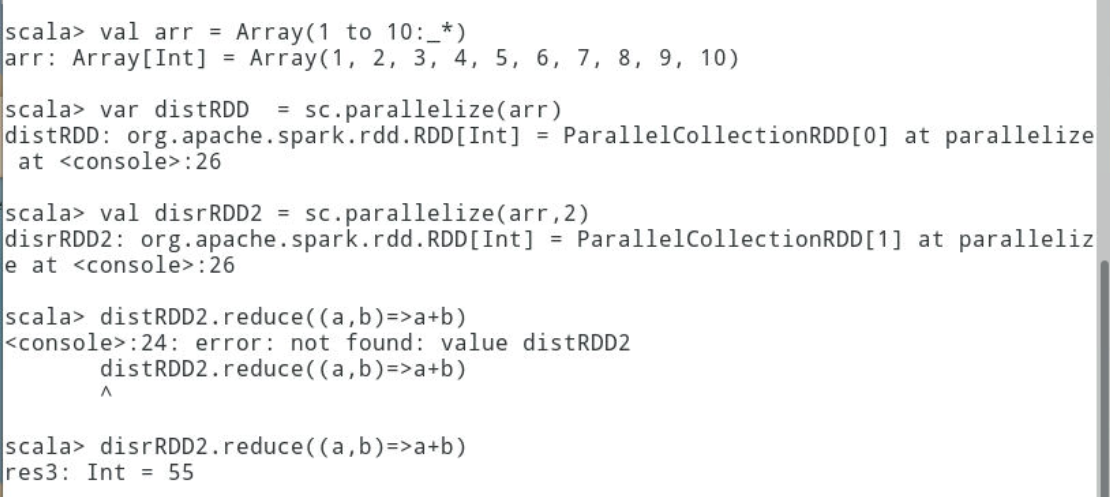 scala> val arr = Array(1 to 10:_*)
arr: Array[Int] = Array(1, 2, 3, 4, 5, 6, 7, 8, 9, 10)
scala> var distRDD  = sc.parallelize(arr)
distRDD: org.apache.spark.rdd.RDD[Int] = ParallelCollectionRDD[0] at parallelize
 at <console>:26
scala> val disrRDD2 = sc.parallelize(arr,2)
disrRDD2: org.apache.spark.rdd.RDD[Int] = ParallelCollectionRDD[1] at paralleliz
e at <console>:26
scala> distRDD2.reduce((a,b)=>a+b)
<console>:24: error: not found: value distRDD2
       distRDD2.reduce((a,b)=>a+b)
       ^
scala> disrRDD2.reduce((a,b)=>a+b)
res3: Int = 55